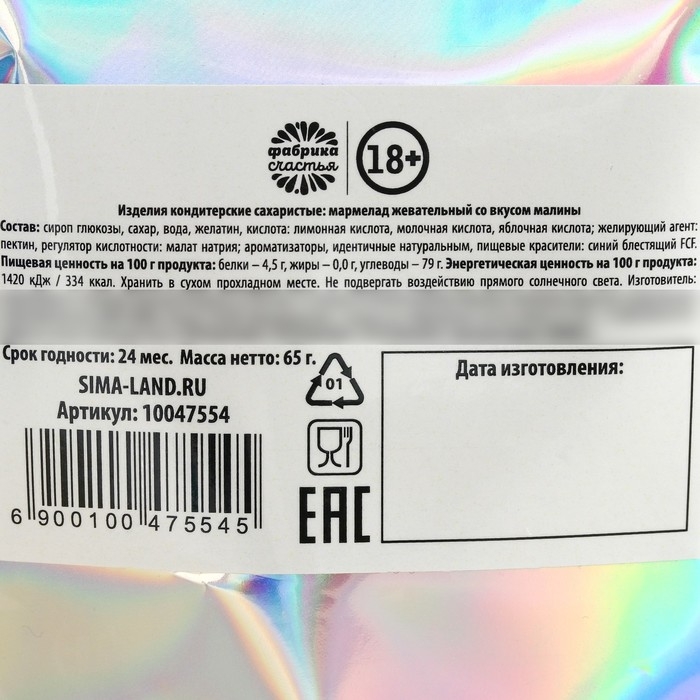 фабрика
счастья
18+
Изделия кондитерские сахаристые: мармелад жевательный со вкусом малины
Состав: сироп глюкозы, сахар, вода, желатин, кислота: лимонная кислота, молочная кислота, яблочная кислота; желирующий агент:
пектин, регулятор кислотности: малат натрия; ароматизаторы, идентичные натуральным, пищевые красители: синий блестящий FCF.
Пищевая ценность на 100 г продукта: белки – 4,5 г, жиры – 0,0 г, углеводы – 79 г. Энергетическая ценность на 100 г продукта:
1420 кДж / 334 ккал. Хранить в сухом прохладном месте. Не подвергать воздействию прямого солнечного света. Изготовитель:
Срок годности: 24 мес. Масса нетто: 65 г.
SIMA-LAND.RU
Артикул: 10047554
6 900100 475545
01
EAC
Дата изготовления: